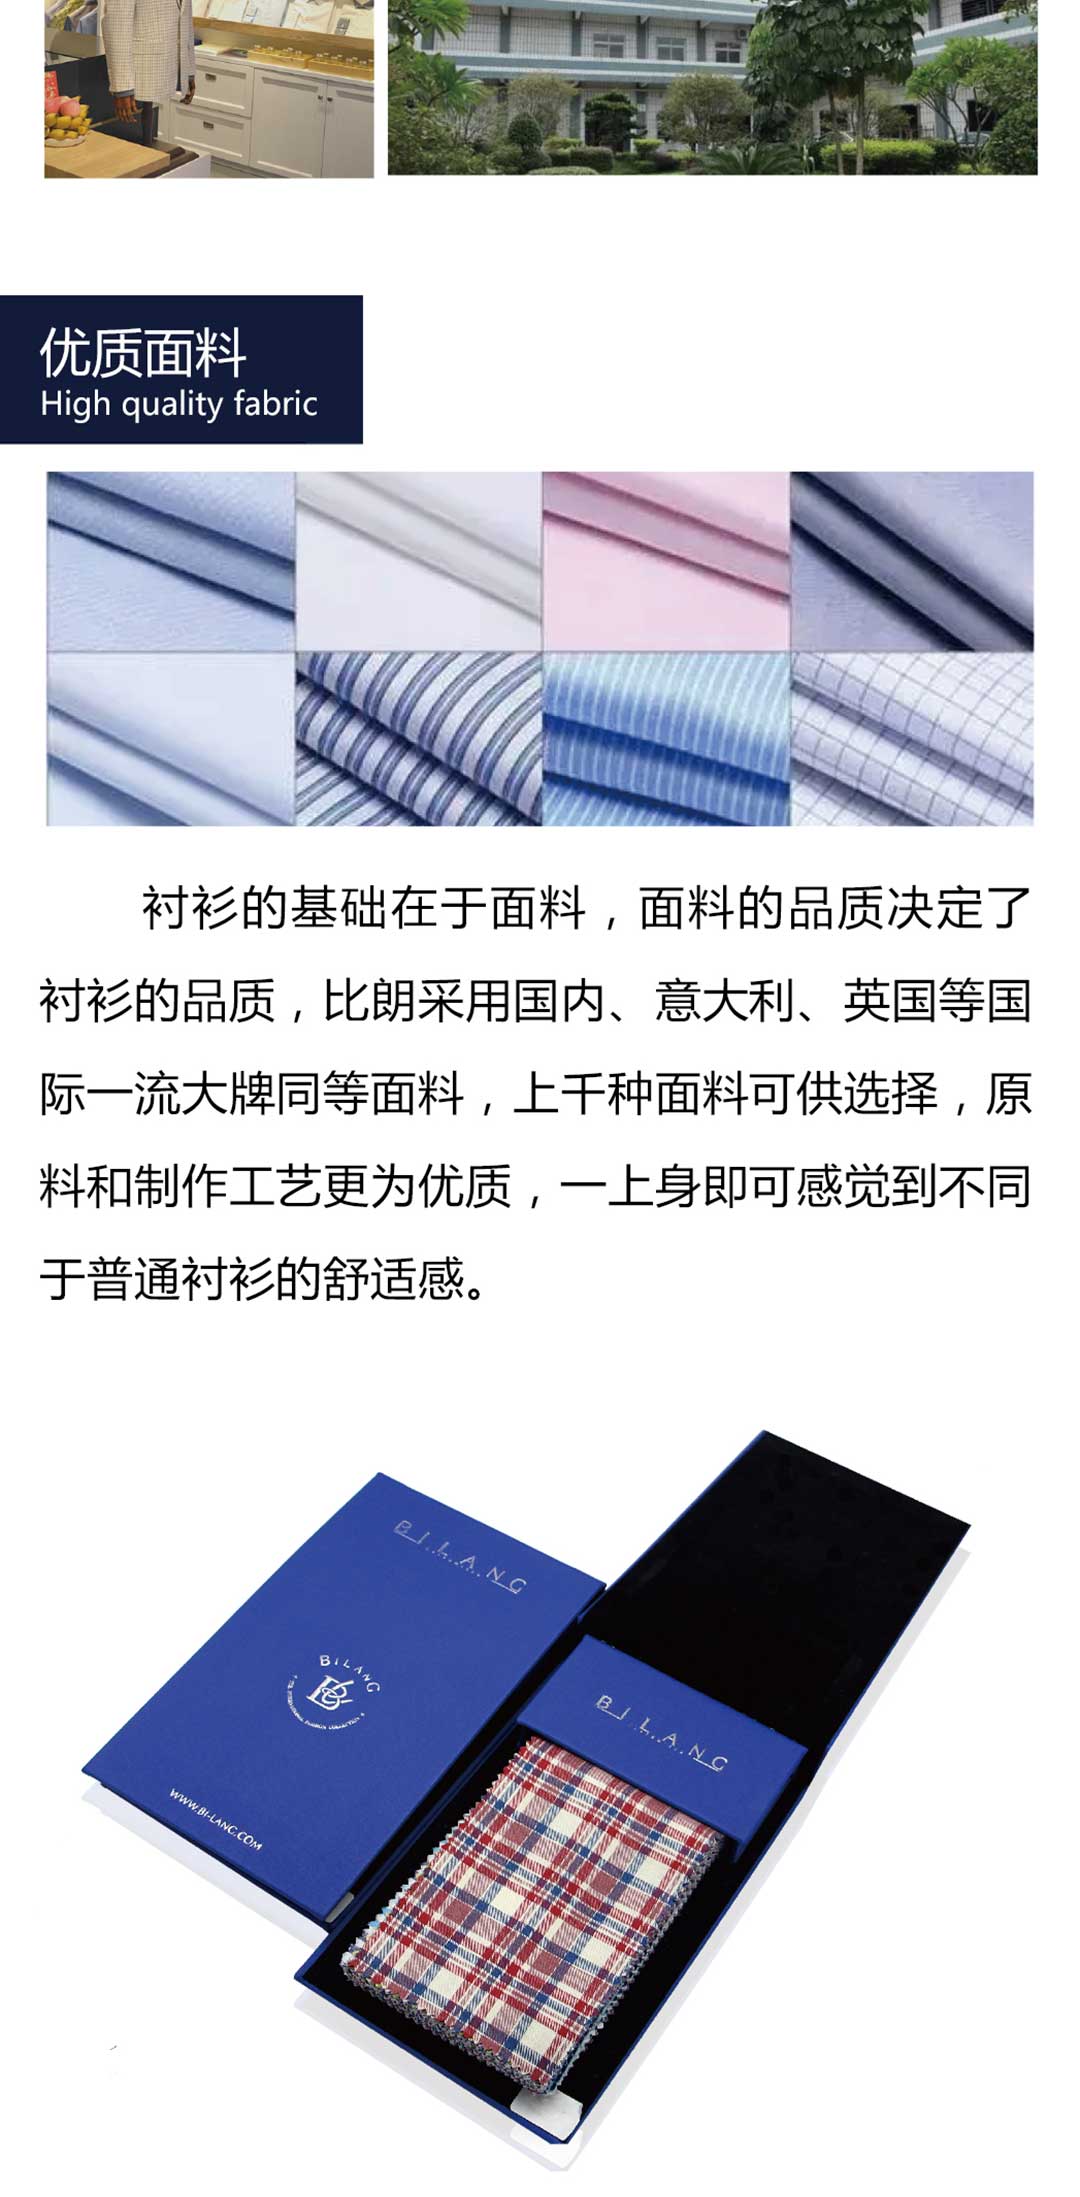 优质面料
High quality fabric
衬衫的基础在于面料，面料的品质决定了
衬衫的品质，比朗采用国内、意大利、英国等国
际一流大牌同等面料，上千种面料可供选择，原
料和制作工艺更为优质，一上身即可感觉到不同
于普通衬衫的舒适感。
BILANG
BILANG
WWW.BI-LANG.COM
BILANG